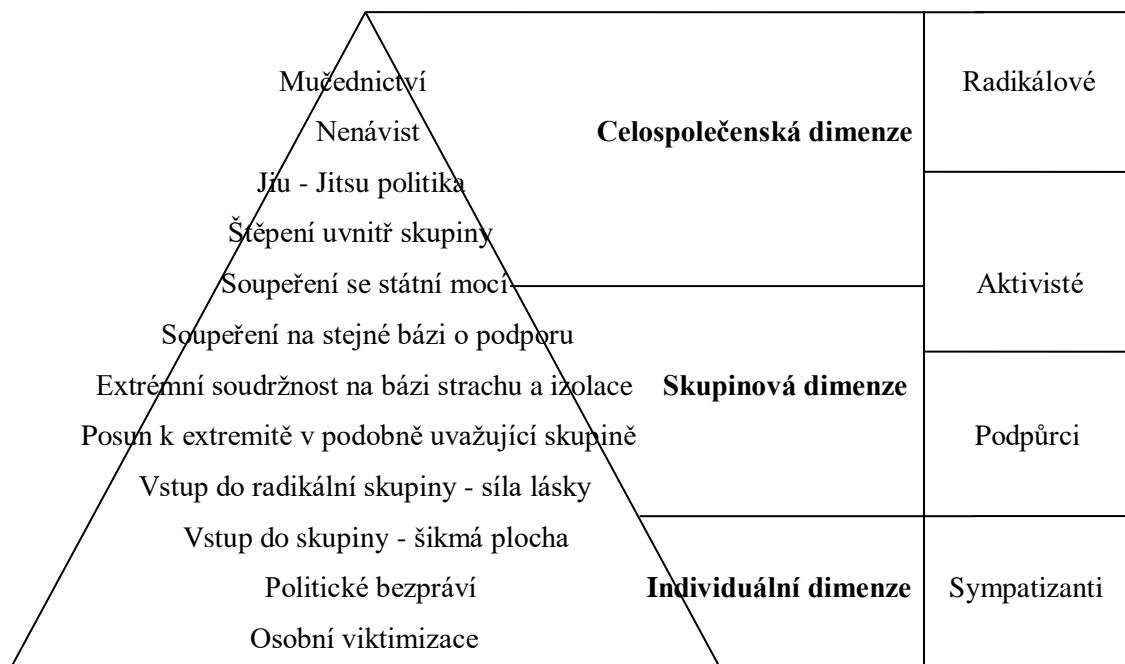 Mučednictví
Radikálové
Nenávist
Celospolečenská dimenze
Jiu - Jitsu politika
Štěpení uvnitř skupiny
Soupeření se státní mocí
Aktivisté
Soupeření na stejné bázi o podporu
Extrémní soudržnost na bázi strachu a izolace
Skupinová dimenze
Posun k extremitě v podobně uvažující skupině
Podpůrci
Vstup do radikální skupiny - síla lásky
Vstup do skupiny - šikmá plocha
Politické bezpráví
Individuální dimenze
Sympatizanti
Osobní viktimizace